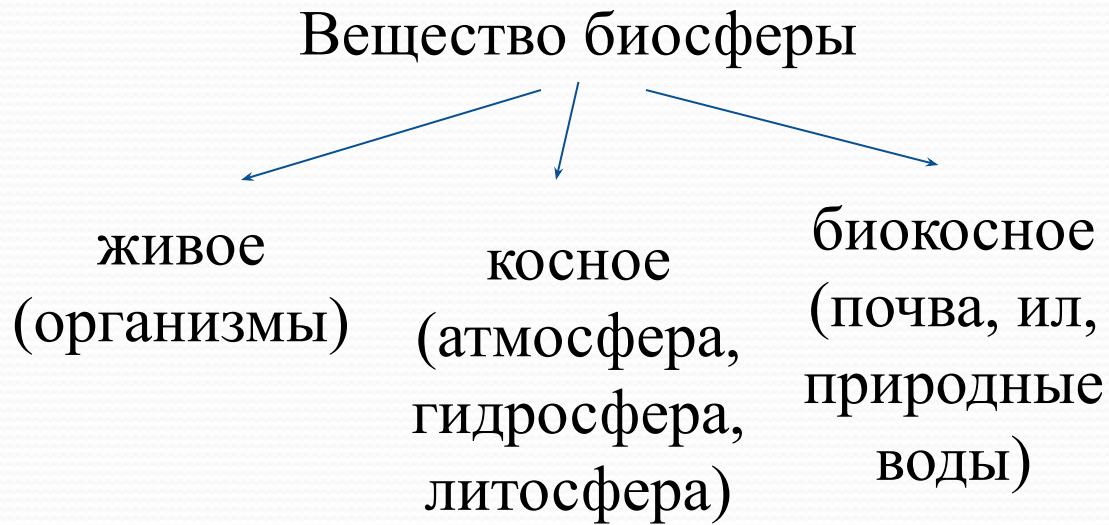 Вещество биосферы
живое
(организмы)
косное
(атмосфера,
гидросфера,
литосфера)
биокосное
(почва, ил,
природные
воды)